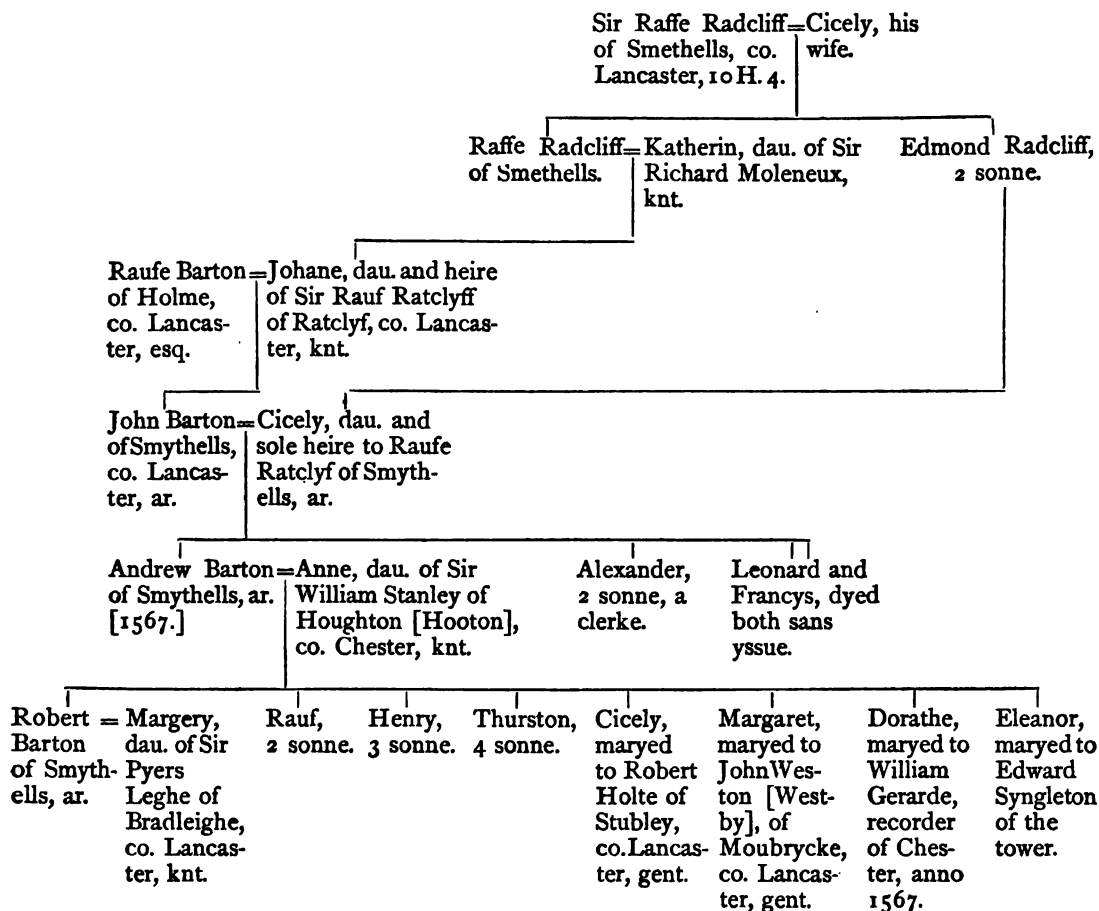 Sir Raffe Radcliff=Cicely, his
of Smethells, co. wife.
Lancaster, 10 H. 4.
Raffe Radcliff=Katherin, dau. of Sir
of Smethells. Richard Moleneux,
knt.
Edmond Radcliff,
2 sonne.
Raufe Barton=Johane, dau. and heire
of Holme, of Sir Rauf Ratclyff
co. Lancas- of Ratclyf, co. Lancas-
ter, esq. ter, knt.
John Barton=Cicely, dau. and
of Smythells, sole heire to Raufe
co. Lancas- Ratclyf of Smyth-
ter, ar. ells, ar.
Andrew Barton=Anne, dau. of Sir
of Smythells, ar. William Stanley of
[1567.] Houghton [Hooton],
co. Chester, knt.
Alexander,
2 sonne, a
clerke.
Leonard and
Francys, dyed
both sans
yssue.
Robert = Margery,
Barton dau. of Sir
of Smyth- Pyers
ells, ar. Leghe of
Bradleighe,
co. Lancas-
ter, knt.
Rauf,
2 sonne.
Henry,
3 sonne.
Thurston,
4 sonne.
Cicely,
maryed
to Robert
Holte of
Stubley,
co. Lancas-
ter, gent.
Margaret,
maryed to
John Wes-
ton [West-
by], of
Moubrycke,
co. Lancas-
ter, gent.
Dorathe,
maryed to
William
Gerarde,
recorder
of Ches-
ter, anno
1567.
Eleanor,
maryed to
Edward
Syngleton
of the
tower.